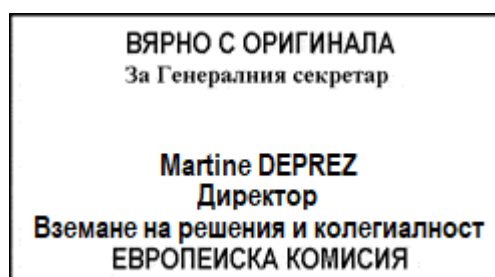 ВЯРНО С ОРИГИНАЛА
За Генералния секретар
Martine DEPREZ
Директор
Вземане на решения и колегиалност
ЕВРОПЕИСКА КОМИСИЯ